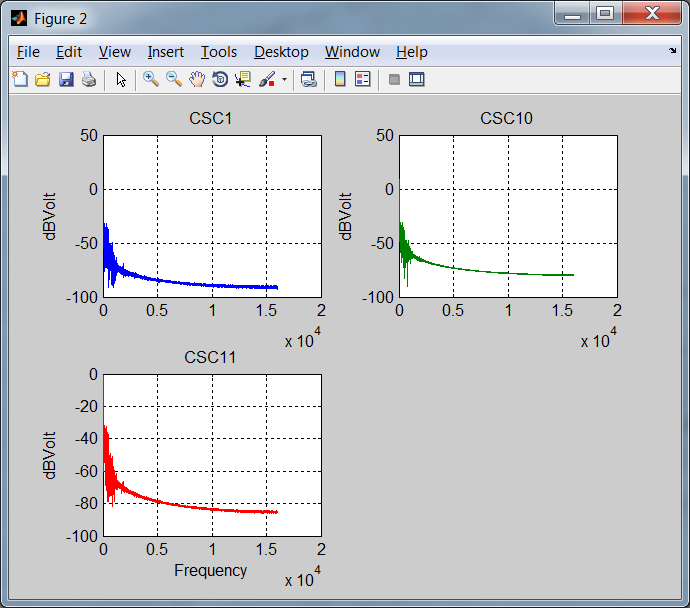 Figure 2
File Edit View Insert Tools Desktop Window Help
CSC1
50
0
-50
-100
dBVolt
0 0.5 1 1.5 2
x 10^4
CSC10
50
0
-50
-100
dBVolt
0 0.5 1 1.5 2
x 10^4
CSC11
0
-20
-40
-60
-80
-100
dBVolt
0 0.5 1 1.5 2
Frequency
x 10^4